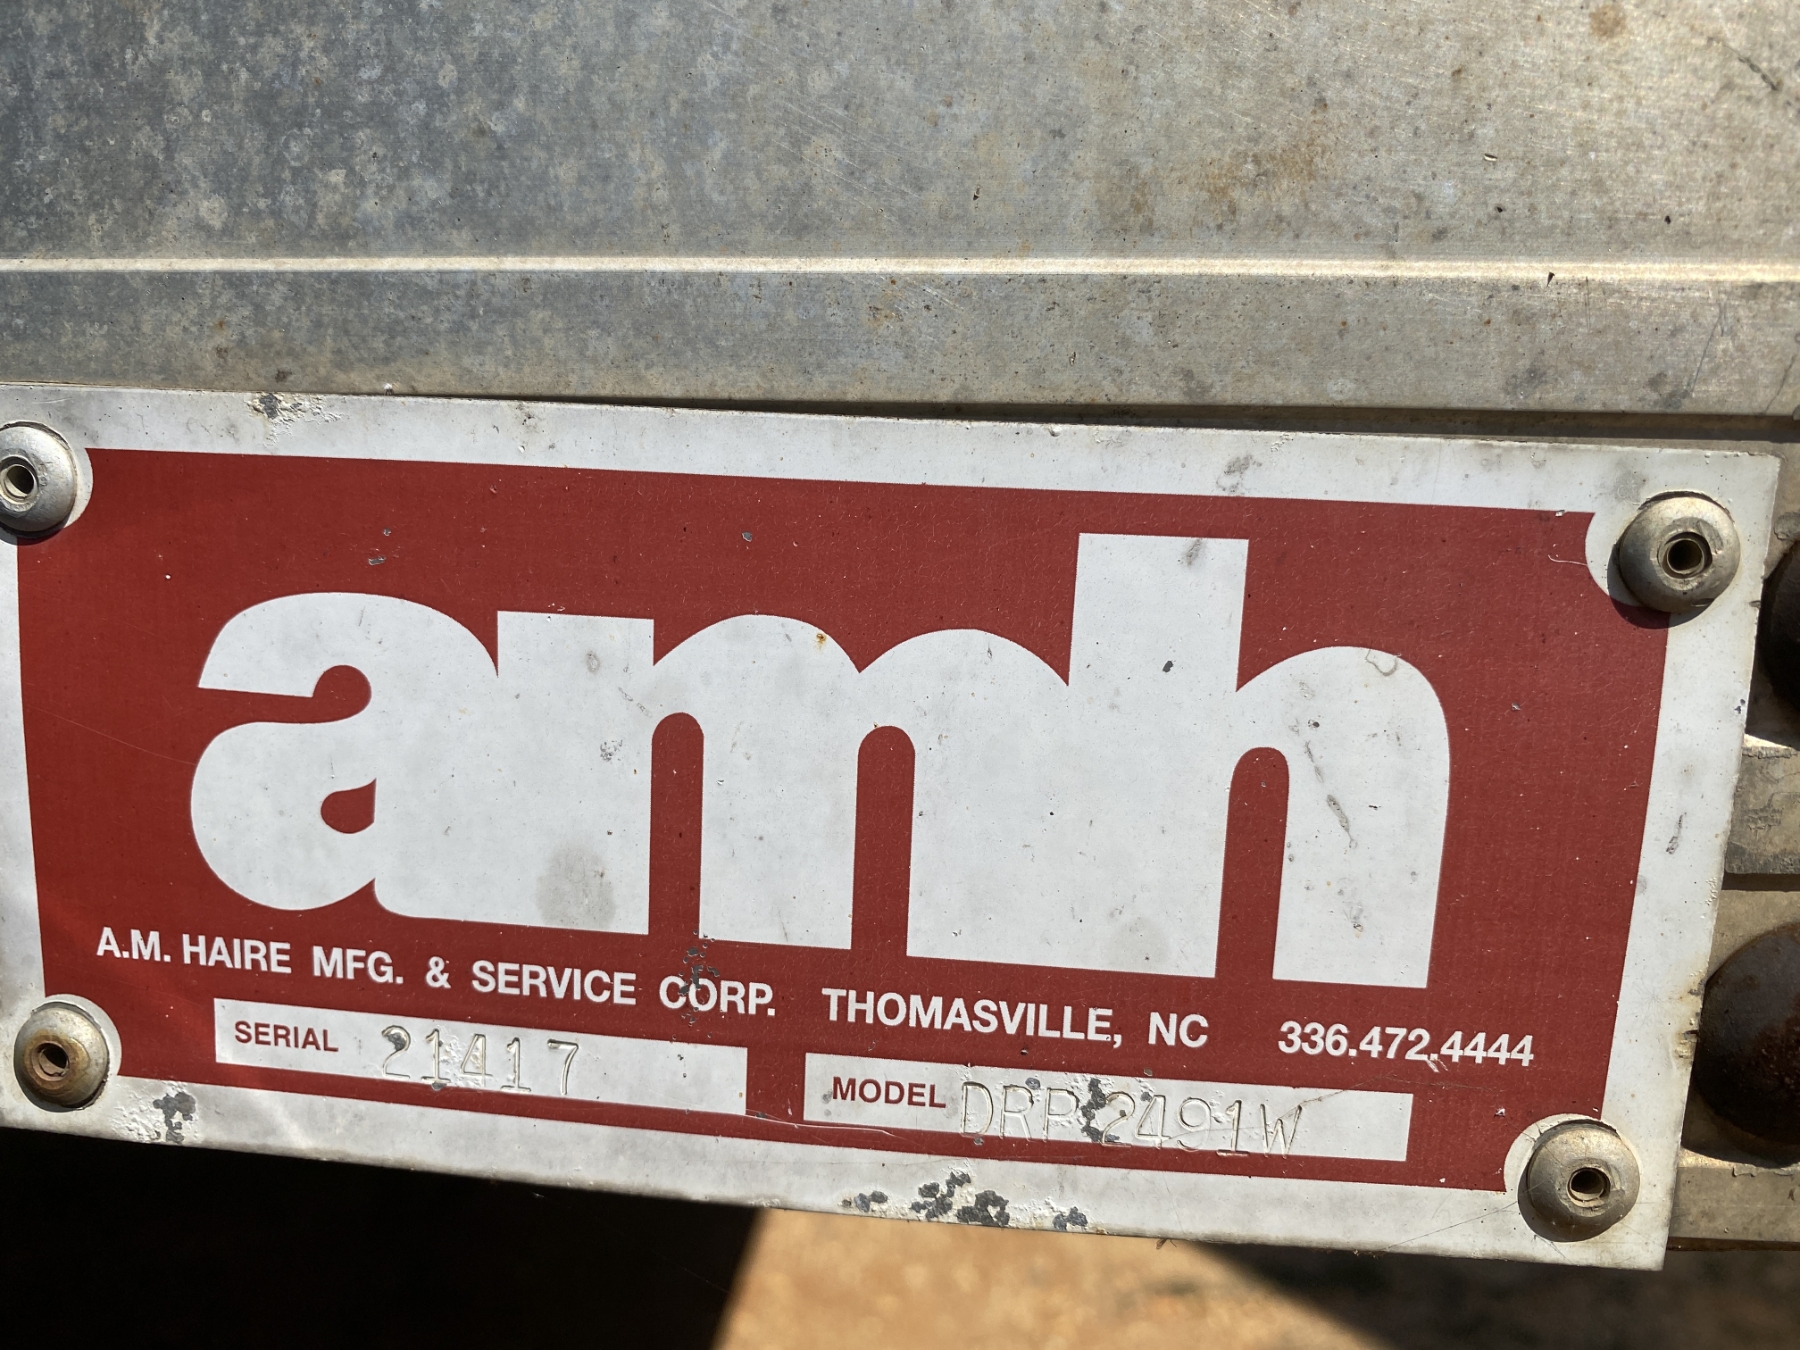 amh
A.M. HAIRE MFG. & SERVICE CORP. THOMASVILLE, NC 336.472.4444
SERIAL 21417 MODEL DRP2491W